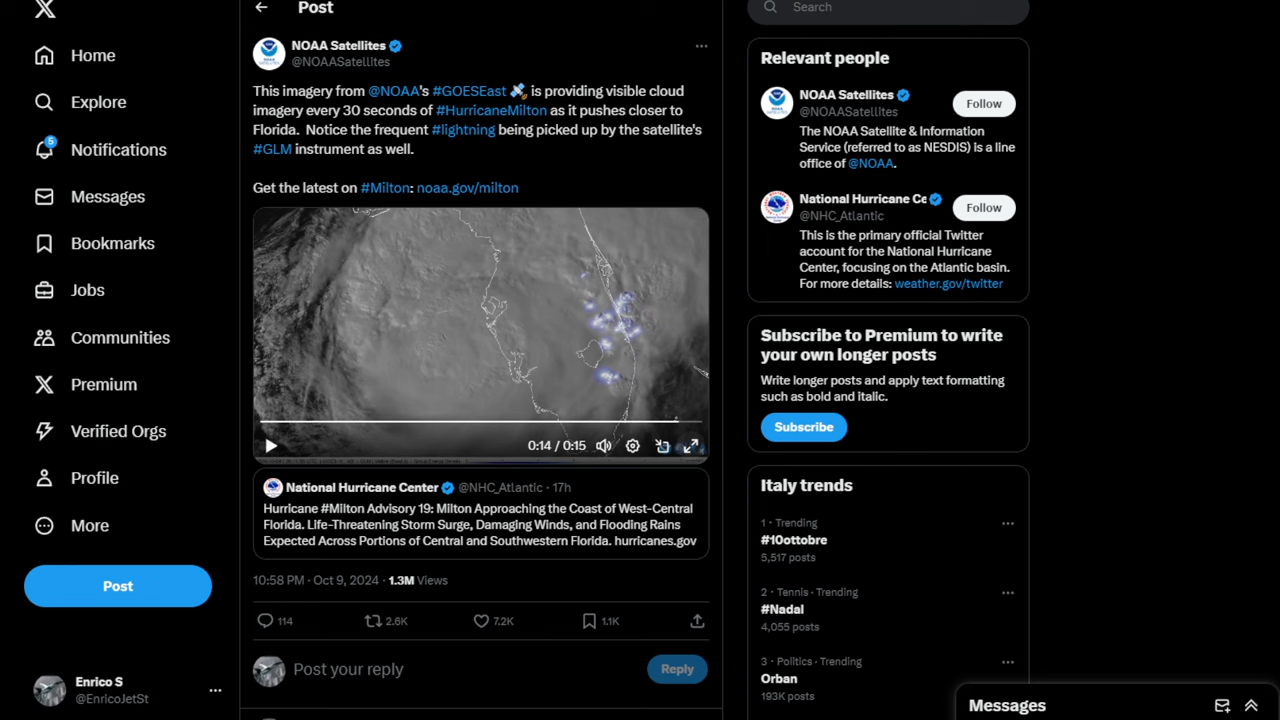 Post
Search
Home
Explore
5
Notifications
Messages
Bookmarks
Jobs
Communities
Premium
Verified Orgs
Profile
More
Post
Enrico S
@EnricoJetSt
NOAA Satellites
@NOAASatellites
This imagery from @NOAA's #GOESEast is providing visible cloud
imagery every 30 seconds of #HurricaneMilton as it pushes closer to
Florida. Notice the frequent #lightning being picked up by the satellite's
#GLM instrument as well.
Get the latest on #Milton: noaa.gov/milton
0:14 / 0:15
National Hurricane Center @NHC_Atlantic · 17h
Hurricane #Milton Advisory 19: Milton Approaching the Coast of West-Central
Florida. Life-Threatening Storm Surge, Damaging Winds, and Flooding Rains
Expected Across Portions of Central and Southwestern Florida. hurricanes.gov
10:58 PM · Oct 9, 2024 · 1.3M Views
114 2.6K 7.2K 1.1K
Post your reply
Reply
Relevant people
NOAA Satellites
@NOAASatellites
Follow
The NOAA Satellite & Information
Service (referred to as NESDIS) is a line
office of @NOAA.
National Hurricane Ce
@NHC_Atlantic
Follow
This is the primary official Twitter
account for the National Hurricane
Center, focusing on the Atlantic basin.
For more details: weather.gov/twitter
Subscribe to Premium to write
your own longer posts
Write longer posts and apply text formatting
such as bold and italic.
Subscribe
Italy trends
1 · Trending
#10ottobre
5,517 posts
2 · Tennis · Trending
#Nadal
4,055 posts
3 · Politics · Trending
Orban
193K posts
Messages